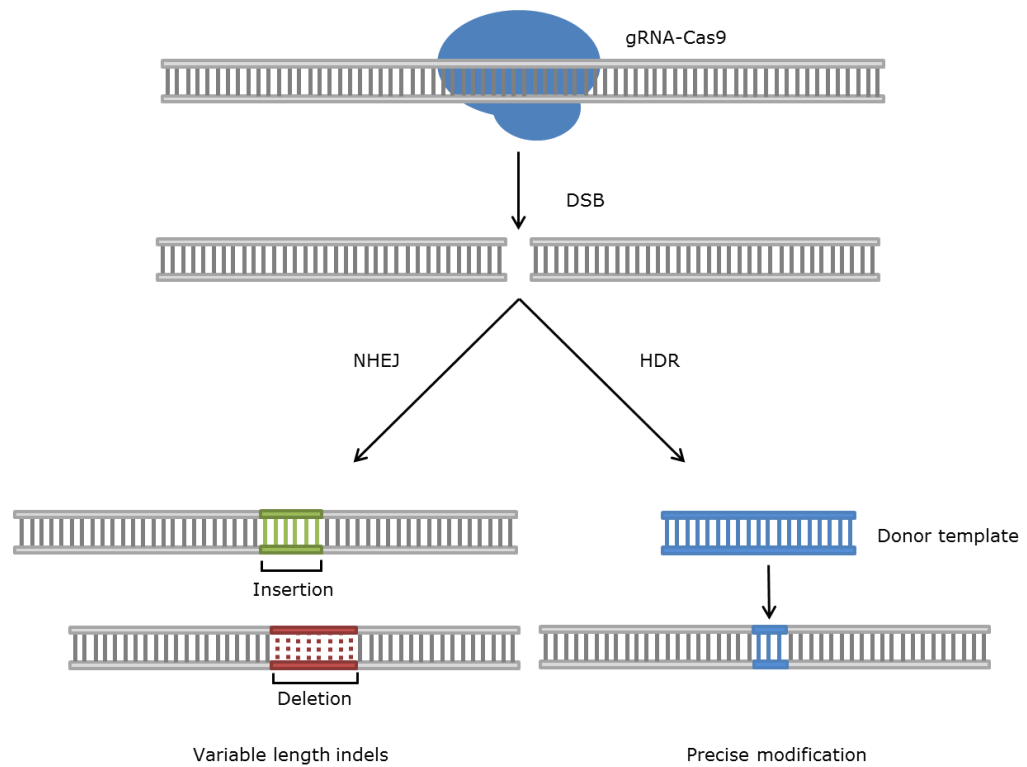 gRNA-Cas9
DSB
NHEJ
HDR
Insertion
Deletion
Variable length indels
Donor template
Precise modification